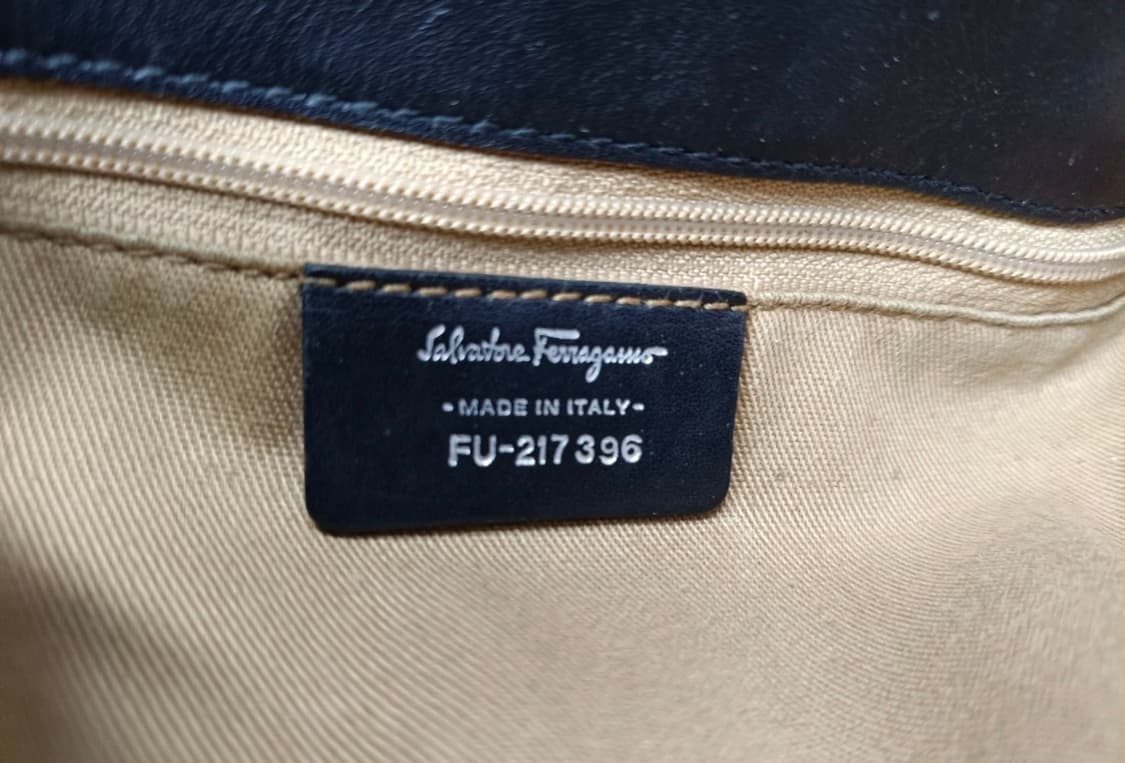 Salvatore Ferragamo
-MADE IN ITALY-
FU-217396